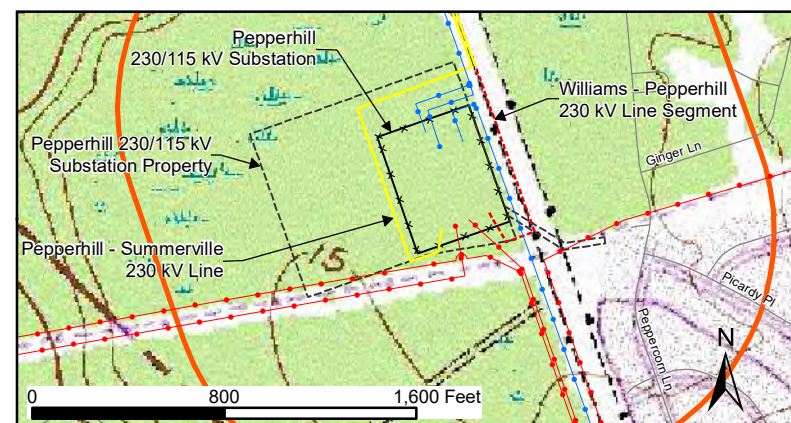 Pepperhill
230/115 kV Substation
Williams - Pepperhill
230 kV Line Segment
Pepperhill 230/115 kV
Substation Property
Ginger Ln
Pepperhill - Summerville
230 kV Line
15
Picardy Pl
Peppercorn Ln
N
0 800 1,600 Feet